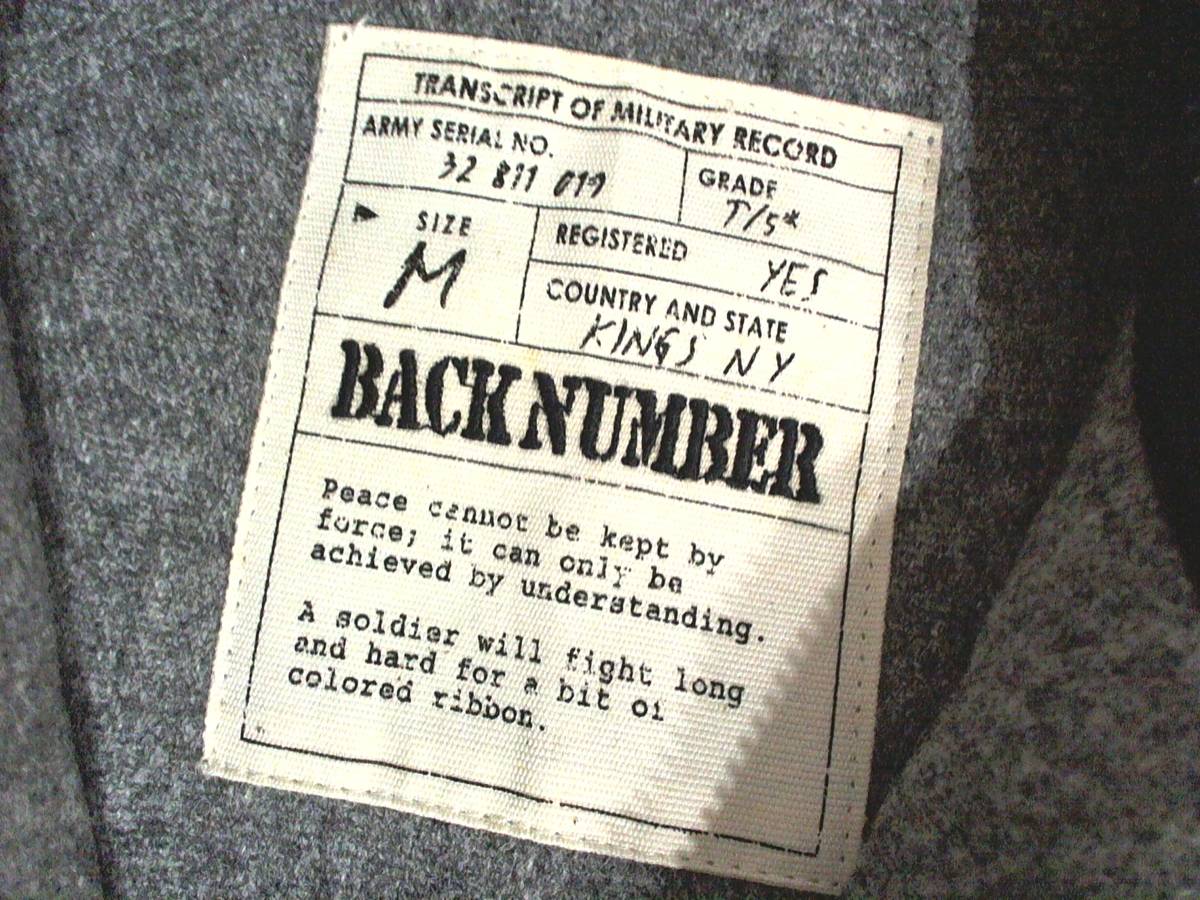 TRANSCRIPT OF MILITARY RECORD
ARMY SERIAL NO.
32 811 019
GRADE
T/5*
SIZE
M
REGISTERED YES
COUNTRY AND STATE
KINGS NY
BACK NUMBER
Peace cannot be kept by
force; it can only be
achieved by understanding.
A soldier will fight long
and hard for a bit of
colored ribbon.